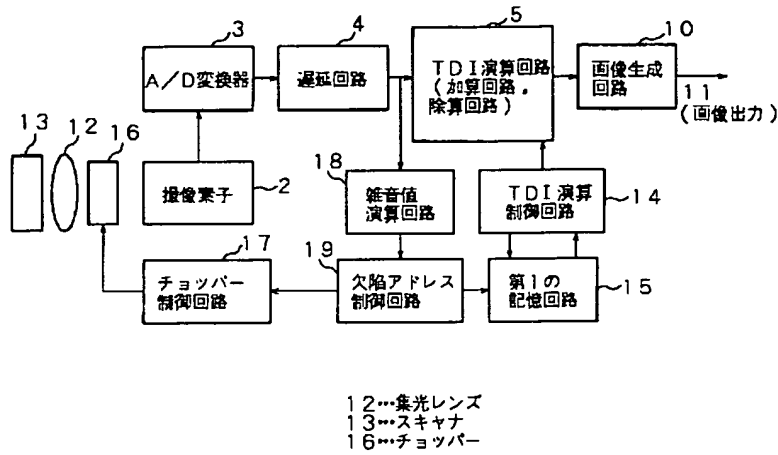 3
4
5
10
A/D変換器
遅延回路
TDI演算回路
(加算回路,
除算回路)
画像生成
回路
11
(画像出力)
13
12
16
撮像素子
2
18
雑音値
演算回路
TDI演算
制御回路
14
17
チョッパー
制御回路
19
欠陥アドレス
制御回路
第1の
記憶回路
15
12…集光レンズ
13…スキャナ
16…チョッパー